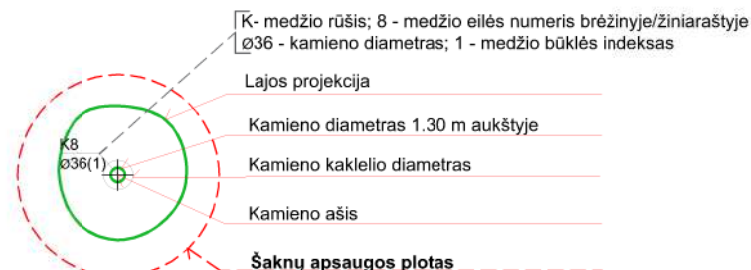 K- medžio rūšis; 8 - medžio eilės numeris brėžinyje/žiniaraštyje
ø36 - kamieno diametras; 1 - medžio būklės indeksas
Lajos projekcija
Kamieno diametras 1.30 m aukštyje
K8
ø36(1)
Kamieno kaklelio diametras
Kamieno ašis
Šaknų apsaugos plotas